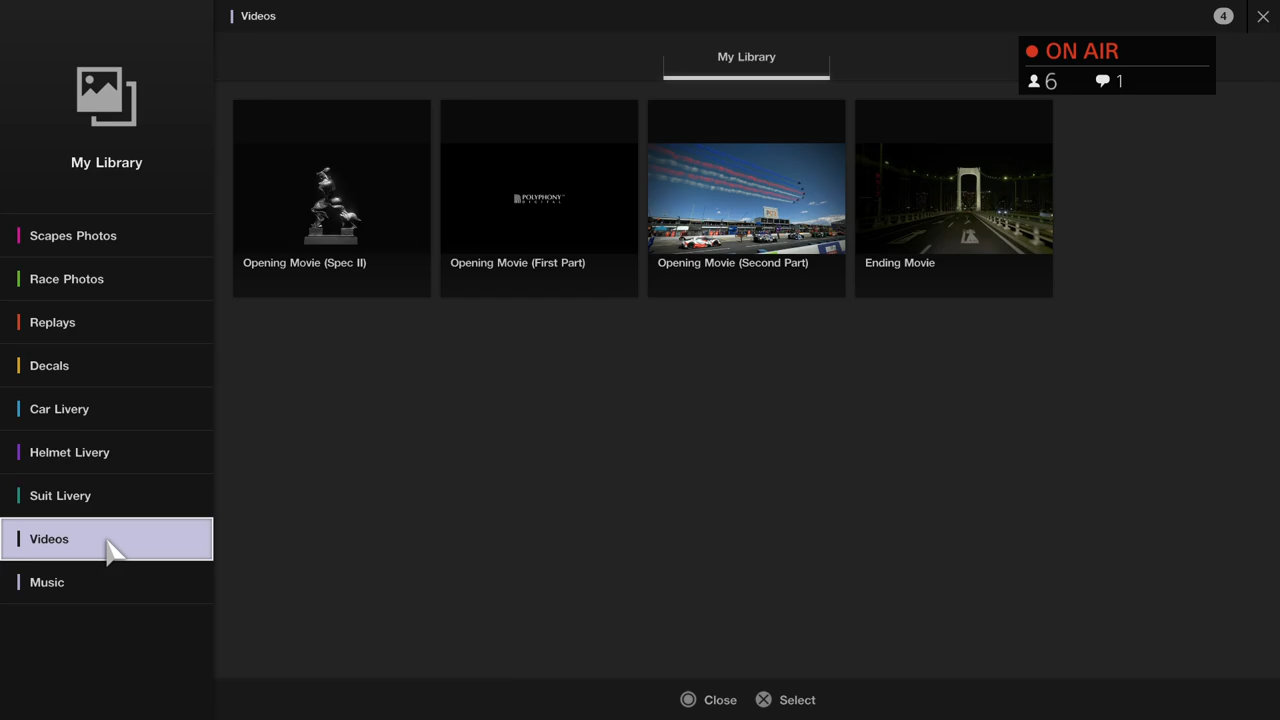 My Library
Scapes Photos
Race Photos
Replays
Decals
Car Livery
Helmet Livery
Suit Livery
Videos
Music
Videos
4
My Library
ON AIR
6 1
Opening Movie (Spec II)
POLYPHONY
DIGITAL
Opening Movie (First Part)
Opening Movie (Second Part)
Ending Movie
Close Select